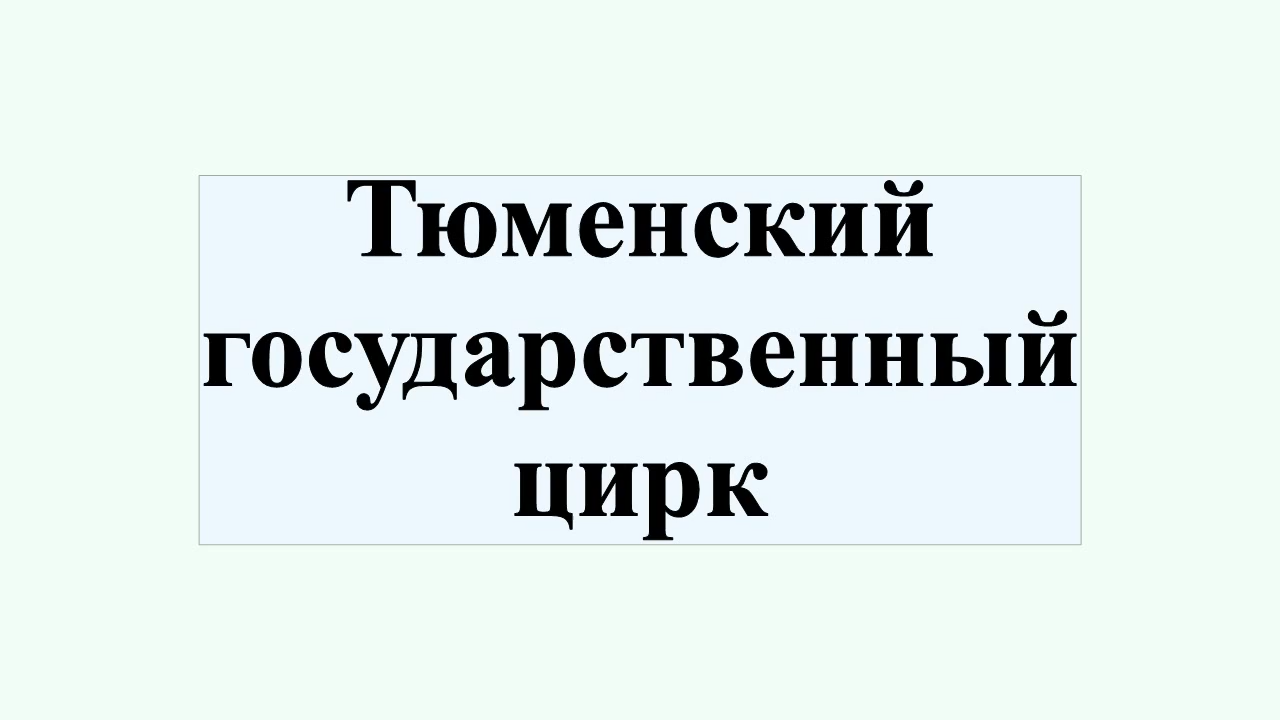 Тюменский
государственный
цирк